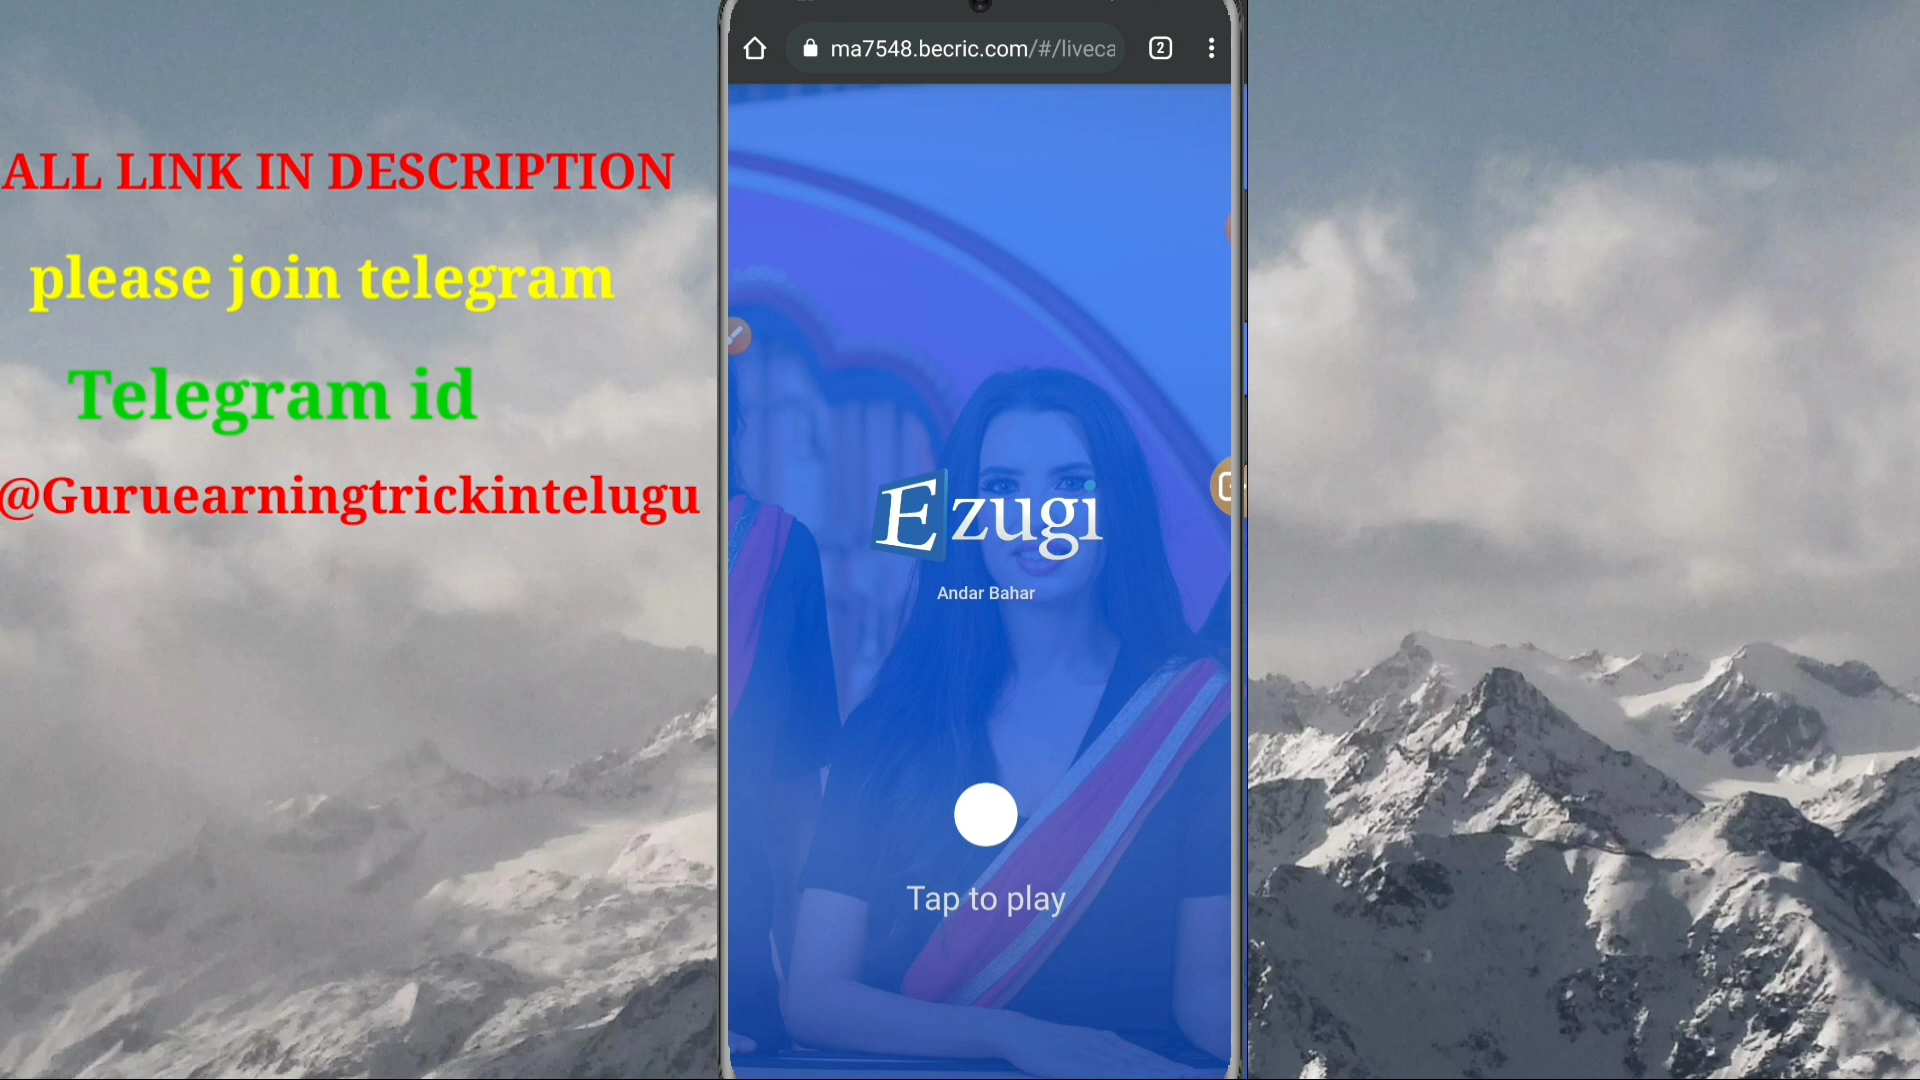 ALL LINK IN DESCRIPTION
please join telegram
Telegram id
@Guruearningtrickintelugu
ma7548.becric.com/#/liveca
2
Ezugi
Andar Bahar
Tap to play